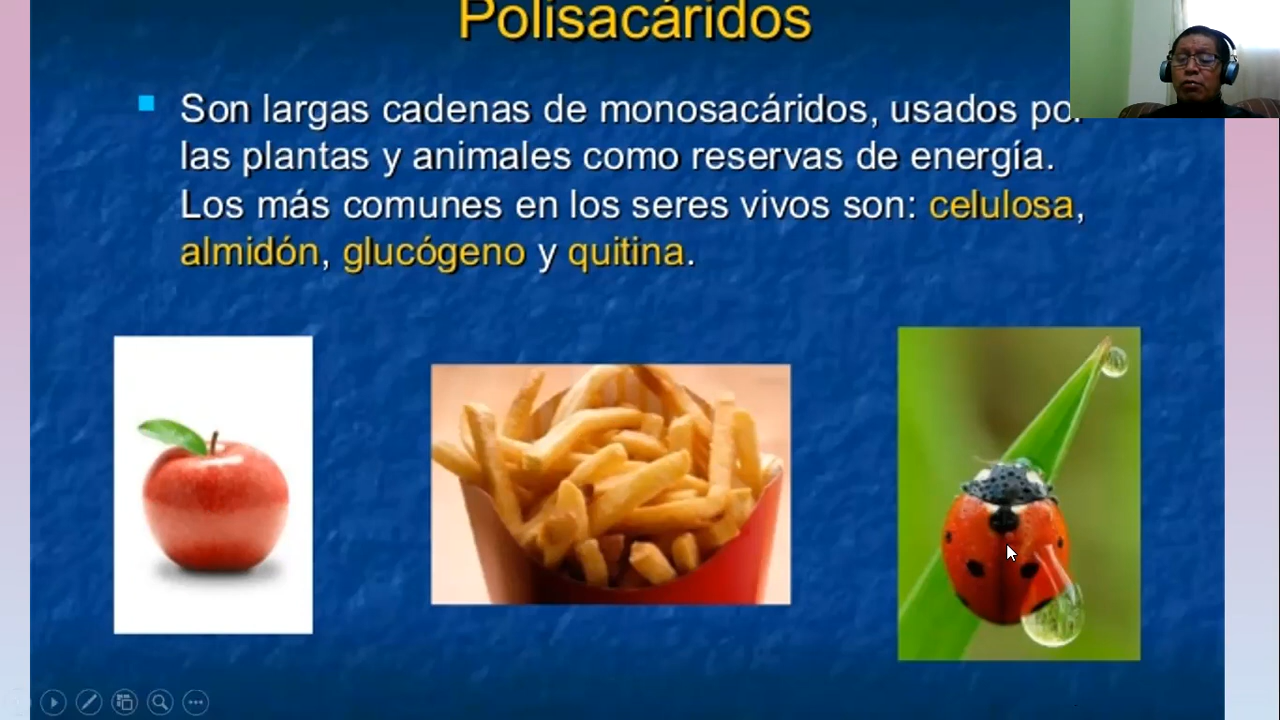 Polisacáridos
Son largas cadenas de monosacáridos, usados por
las plantas y animales como reservas de energía.
Los más comunes en los seres vivos son: celulosa,
almidón, glucógeno y quitina.